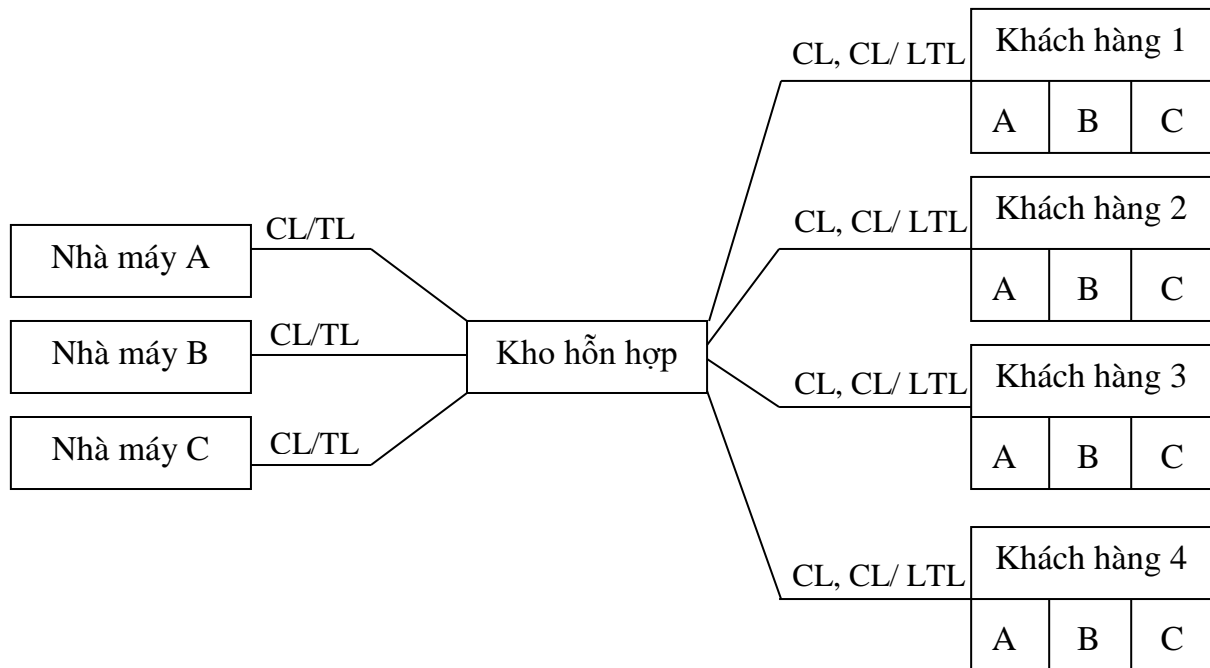 Nhà máy A
CL/TL
Nhà máy B
CL/TL
Nhà máy C
CL/TL
Kho hỗn hợp
CL, CL/ LTL
Khách hàng 1
A B C
CL, CL/ LTL
Khách hàng 2
A B C
CL, CL/ LTL
Khách hàng 3
A B C
CL, CL/ LTL
Khách hàng 4
A B C